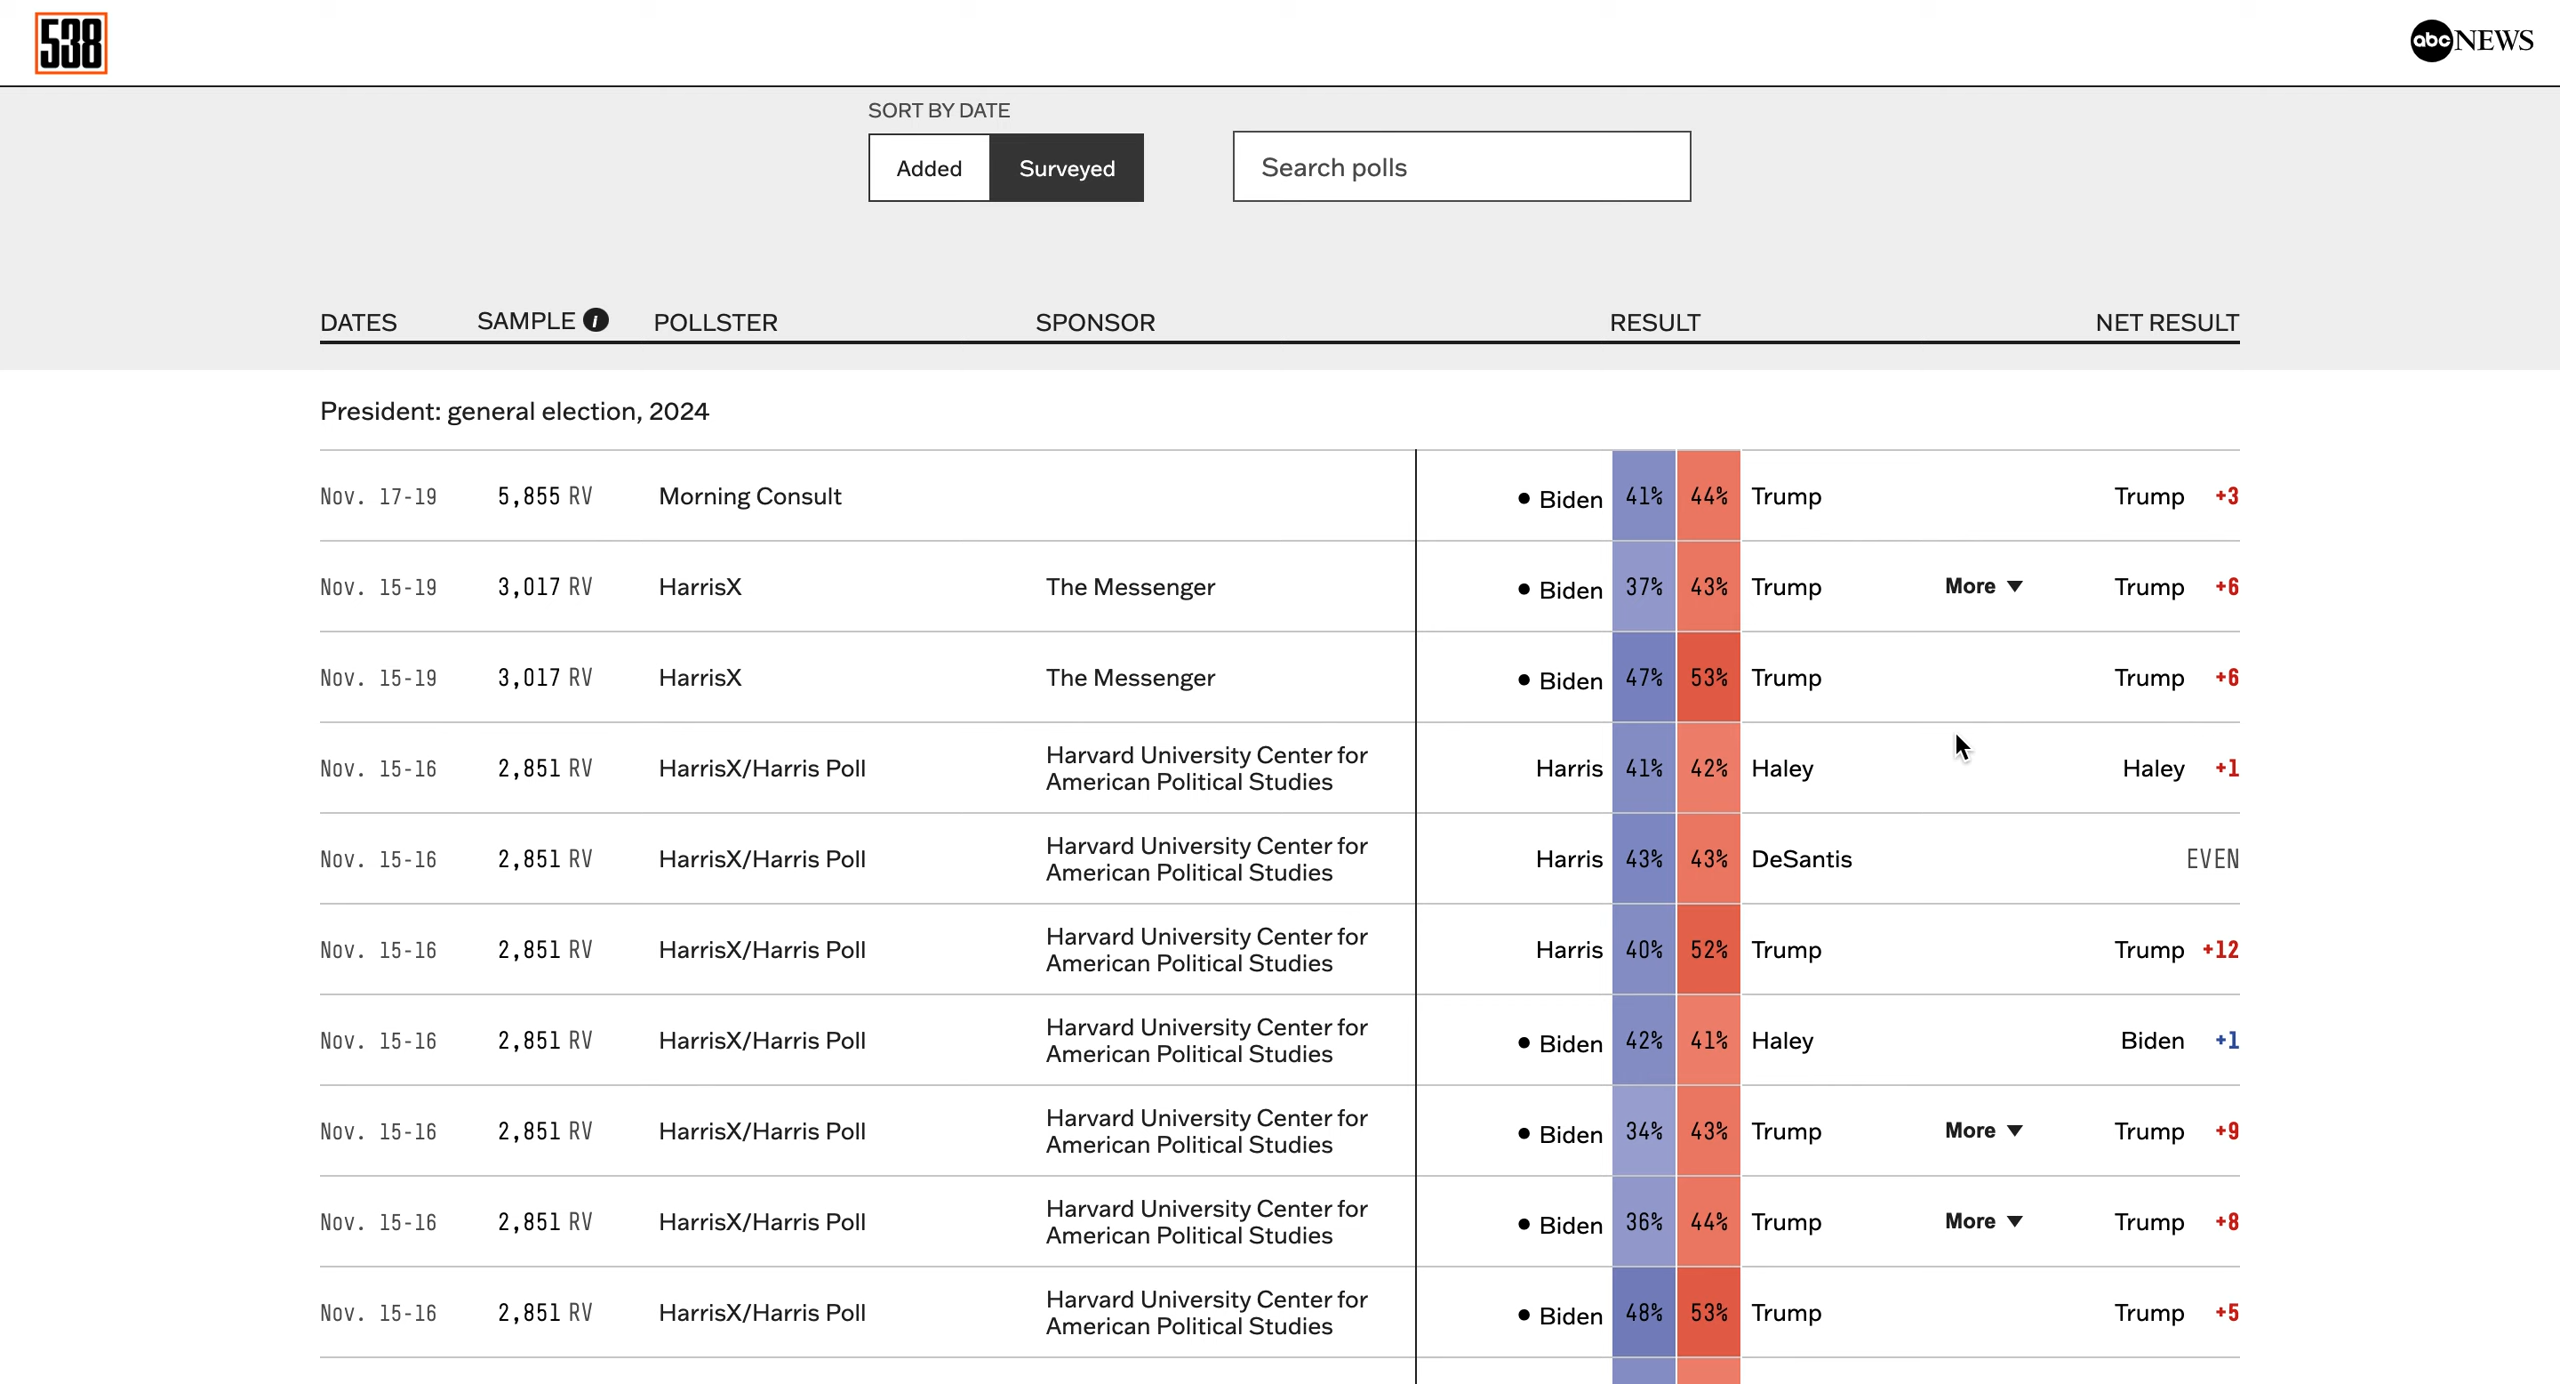 538
abc NEWS
SORT BY DATE
Added Surveyed
Search polls
DATES SAMPLE i POLLSTER SPONSOR RESULT NET RESULT
President: general election, 2024
Nov. 17-19 5,855 RV Morning Consult • Biden 41% 44% Trump Trump +3
Nov. 15-19 3,017 RV HarrisX The Messenger • Biden 37% 43% Trump More ▼ Trump +6
Nov. 15-19 3,017 RV HarrisX The Messenger • Biden 47% 53% Trump Trump +6
Nov. 15-16 2,851 RV HarrisX/Harris Poll Harvard University Center for
American Political Studies Harris 41% 42% Haley Haley +1
Nov. 15-16 2,851 RV HarrisX/Harris Poll Harvard University Center for
American Political Studies Harris 43% 43% DeSantis EVEN
Nov. 15-16 2,851 RV HarrisX/Harris Poll Harvard University Center for
American Political Studies Harris 40% 52% Trump Trump +12
Nov. 15-16 2,851 RV HarrisX/Harris Poll Harvard University Center for
American Political Studies • Biden 42% 41% Haley Biden +1
Nov. 15-16 2,851 RV HarrisX/Harris Poll Harvard University Center for
American Political Studies • Biden 34% 43% Trump More ▼ Trump +9
Nov. 15-16 2,851 RV HarrisX/Harris Poll Harvard University Center for
American Political Studies • Biden 36% 44% Trump More ▼ Trump +8
Nov. 15-16 2,851 RV HarrisX/Harris Poll Harvard University Center for
American Political Studies • Biden 48% 53% Trump Trump +5